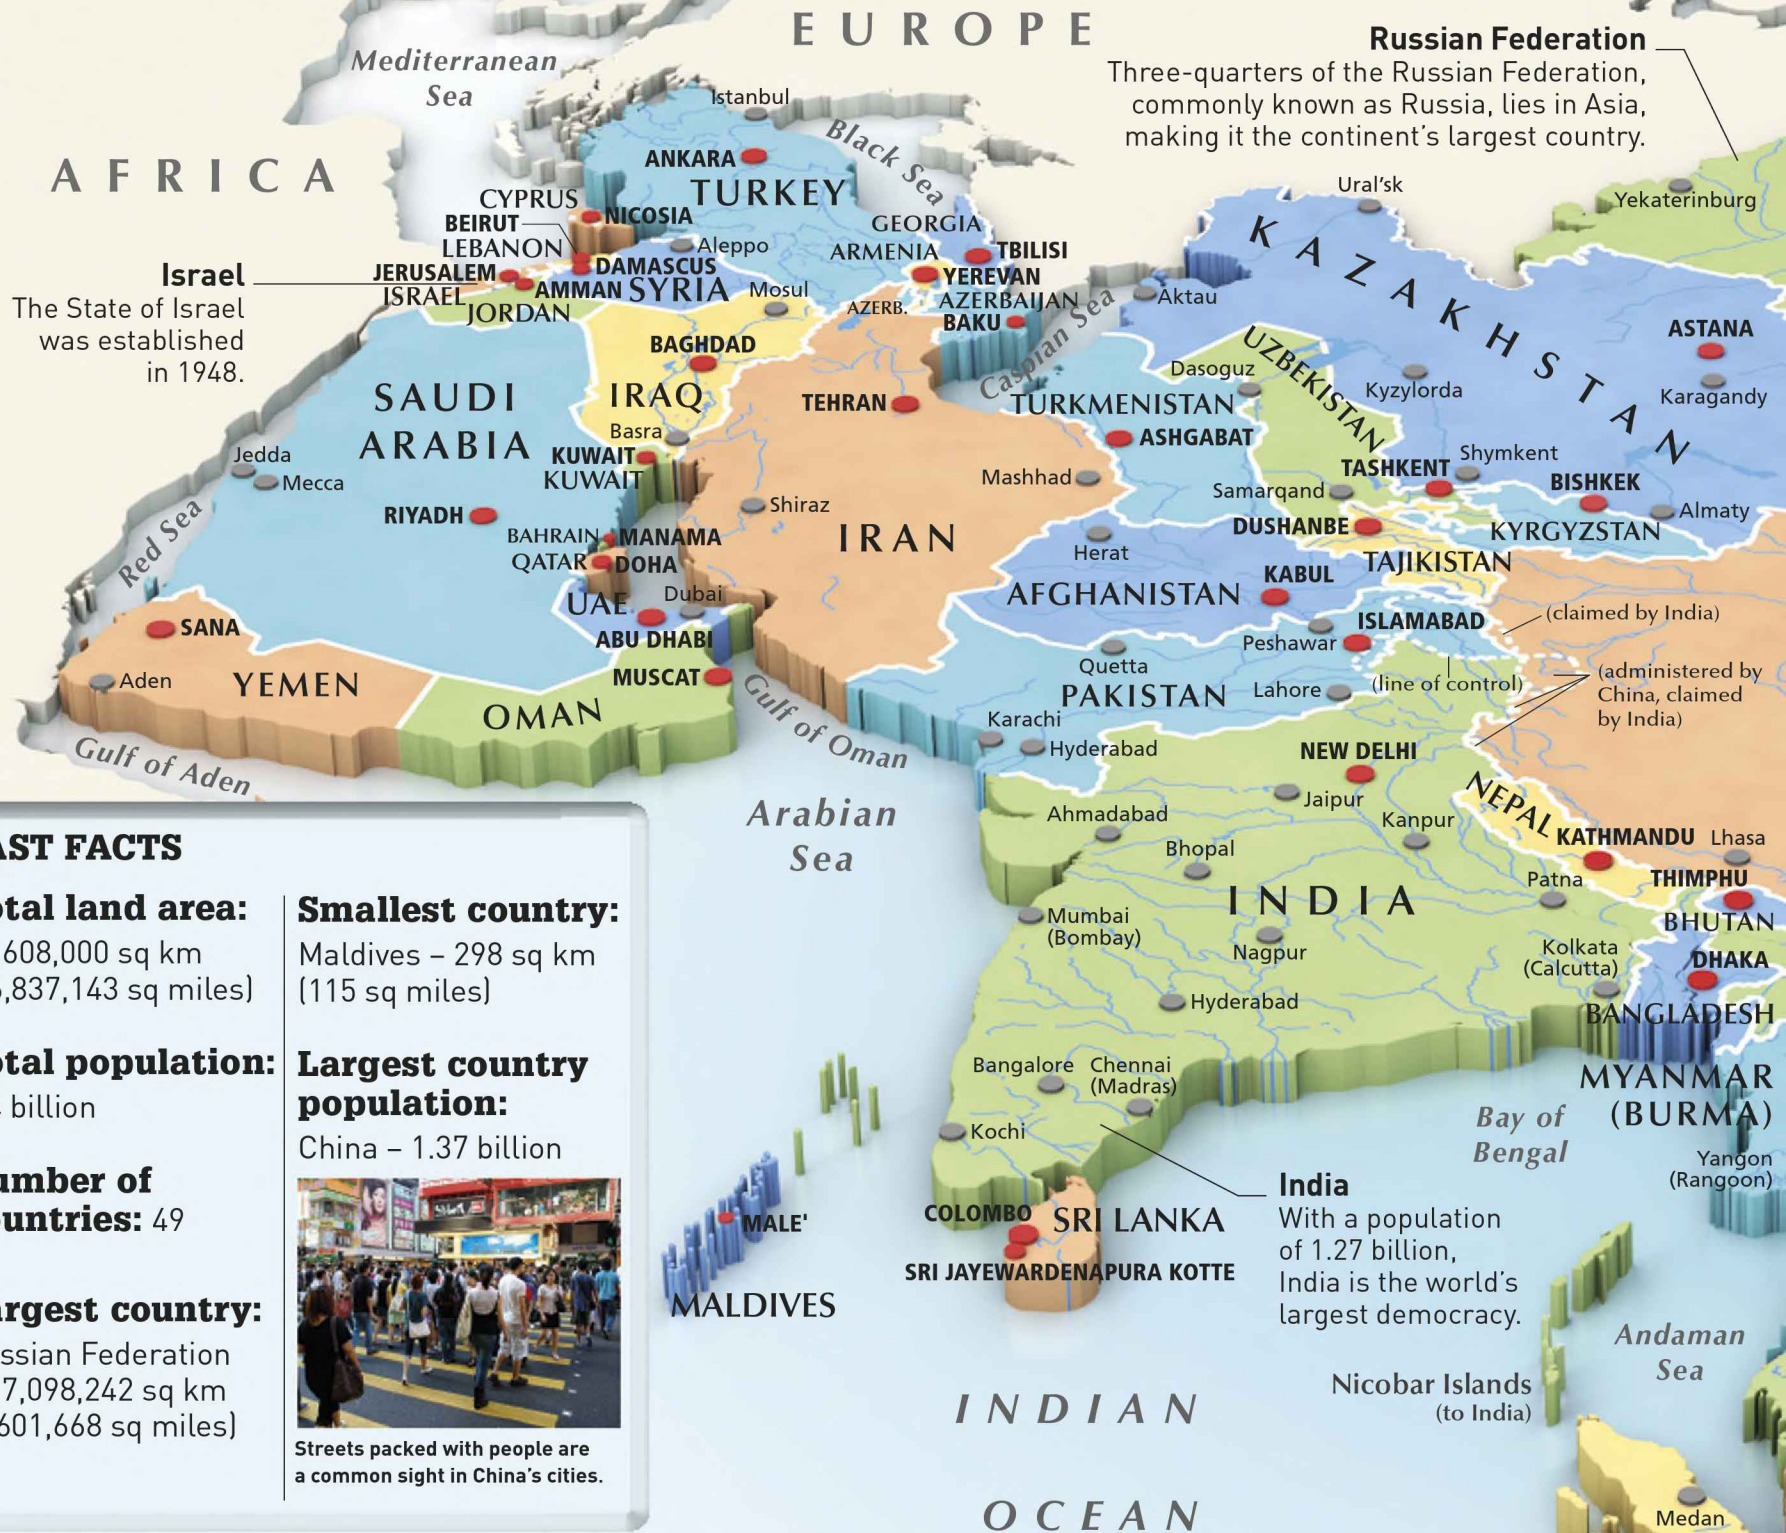 EUROPE
Mediterranean
Sea
AFRICA
Istanbul
Black Sea
Russian Federation
Three-quarters of the Russian Federation,
commonly known as Russia, lies in Asia,
making it the continent's largest country.
Yekaterinburg
Ural'sk
KAZAKHSTAN
ANKARA
TURKEY
CYPRUS
NICOSIA
BEIRUT
LEBANON
Aleppo
GEORGIA
TBILISI
ARMENIA
YEREVAN
AZERBAIJAN
AZERB.
BAKU
Caspian Sea
Aktau
Israel
The State of Israel
was established
in 1948.
JERUSALEM
ISRAEL
DAMASCUS
AMMAN
SYRIA
JORDAN
Mosul
BAGHDAD
IRAQ
Basra
KUWAIT
KUWAIT
SAUDI
ARABIA
Jedda
Mecca
RIYADH
Red Sea
BAHRAIN
MANAMA
QATAR
DOHA
UAE
Dubai
ABU DHABI
MUSCAT
OMAN
SANA
Aden
YEMEN
Gulf of Aden
Gulf of Oman
TEHRAN
Mashhad
Shiraz
IRAN
UZBEKISTAN
Dasoguz
TURKMENISTAN
ASHGABAT
Kyzylorda
ASTANA
Karagandy
Shymkent
TASHKENT
BISHKEK
Almaty
Samarqand
KYRGYZSTAN
DUSHANBE
TAJIKISTAN
Herat
AFGHANISTAN
KABUL
ISLAMABAD
Peshawar
(claimed by India)
(line of control)
(administered by
China, claimed
by India)
Quetta
PAKISTAN
Lahore
Karachi
Hyderabad
NEW DELHI
Jaipur
Kanpur
NEPAL
KATHMANDU
Lhasa
THIMPHU
BHUTAN
Patna
Ahmadabad
Bhopal
INDIA
Arabian
Sea
Mumbai
(Bombay)
Nagpur
Kolkata
(Calcutta)
DHAKA
BANGLADESH
Hyderabad
Bangalore
Chennai
(Madras)
Kochi
MYANMAR
(BURMA)
Bay of
Bengal
Yangon
(Rangoon)
India
With a population
of 1.27 billion,
India is the world's
largest democracy.
COLOMBO
SRI LANKA
SRI JAYEWARDENAPURA KOTTE
MALE'
MALDIVES
Andaman
Sea
Nicobar Islands
(to India)
Medan
INDIAN
OCEAN
AST FACTS
otal land area:
608,000 sq km
,837,143 sq miles)
otal population:
billion
umber of
ountries: 49
argest country:
ssian Federation
7,098,242 sq km
601,668 sq miles)
Smallest country:
Maldives – 298 sq km
(115 sq miles)
Largest country
population:
China – 1.37 billion
Streets packed with people are
a common sight in China's cities.